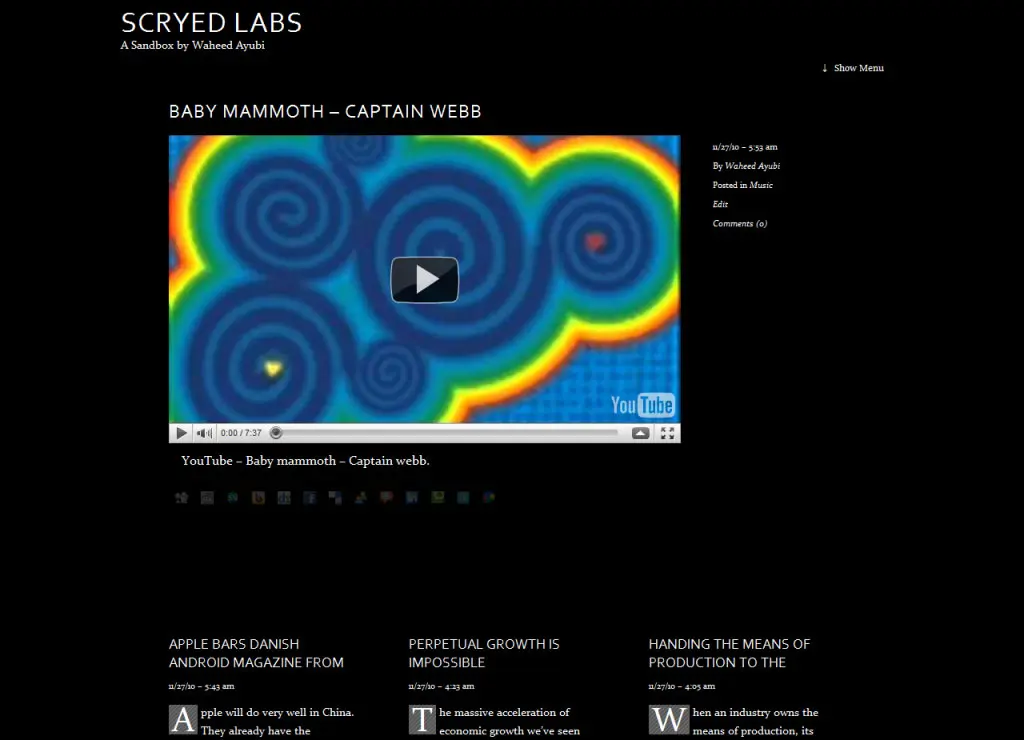 SCRYED LABS
A Sandbox by Waheed Ayubi
↓ Show Menu
BABY MAMMOTH – CAPTAIN WEBB
11/27/10 – 5:53 am
By Waheed Ayubi
Posted in Music
Edit
Comments (0)
YouTube
0:00 / 7:37
YouTube – Baby mammoth – Captain webb.
APPLE BARS DANISH
ANDROID MAGAZINE FROM
11/27/10 – 5:43 am
Apple will do very well in China.
They already have the
PERPETUAL GROWTH IS
IMPOSSIBLE
11/27/10 – 4:23 am
The massive acceleration of
economic growth we've seen
HANDING THE MEANS OF
PRODUCTION TO THE
11/27/10 – 4:05 am
When an industry owns the
means of production, its